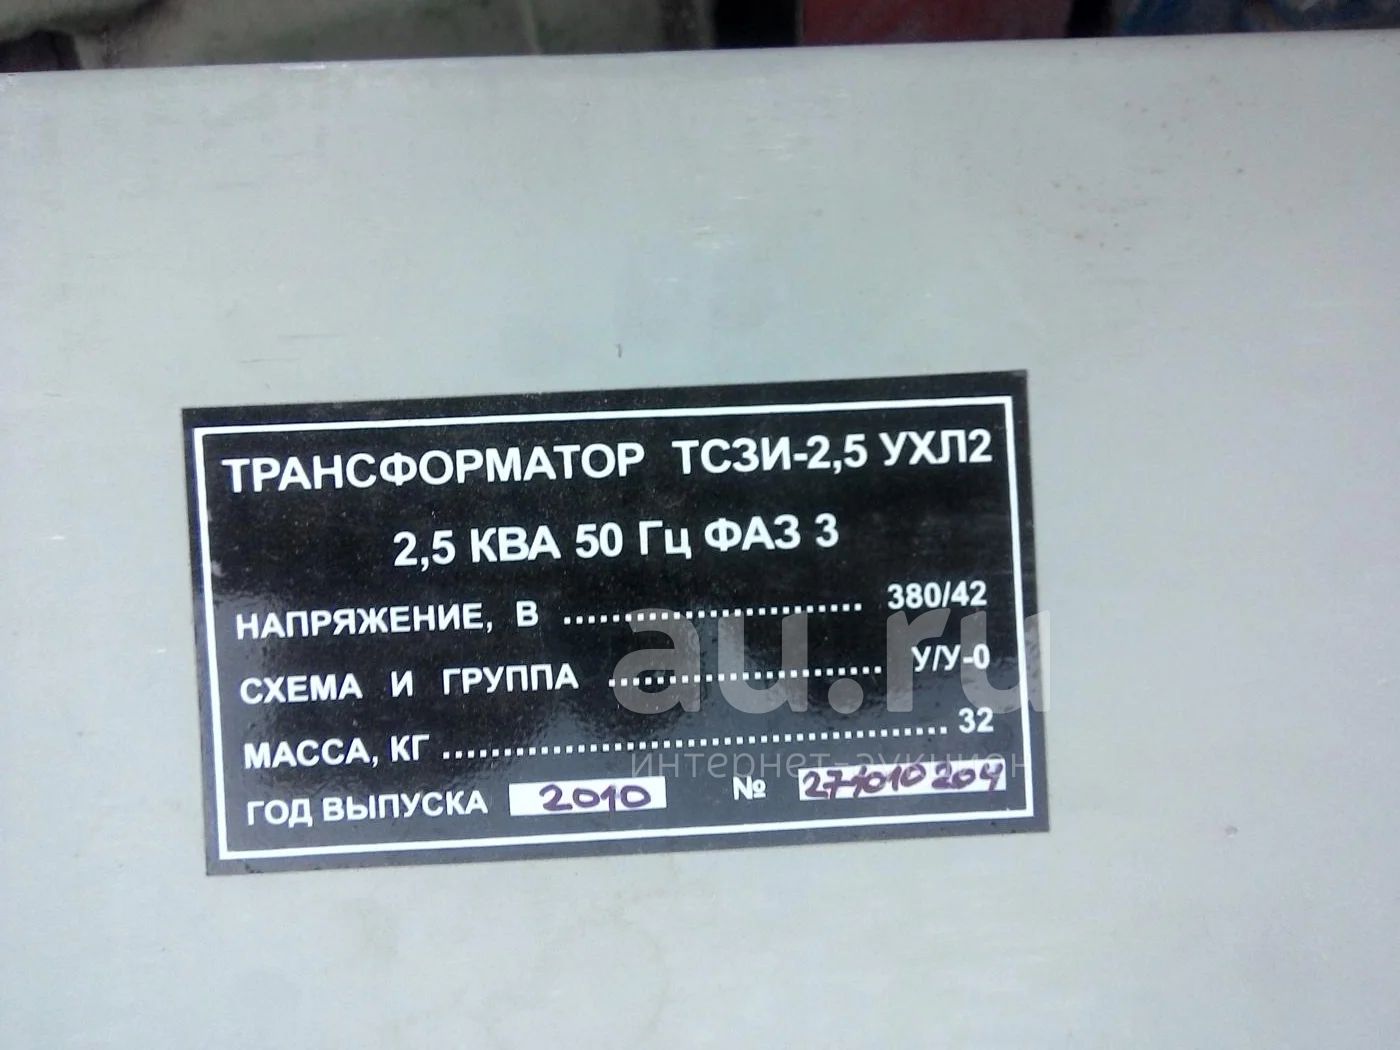 ТРАНСФОРМАТОР ТСЗИ-2,5 УХЛ2
2,5 КВА 50 Гц ФАЗ 3
НАПРЯЖЕНИЕ, В .............................. 380/42
СХЕМА И ГРУППА ............................ У/У-0
МАССА, КГ .................................................. 32
ГОД ВЫПУСКА 2010 № 271010204
au.ru
интернет-аукцион